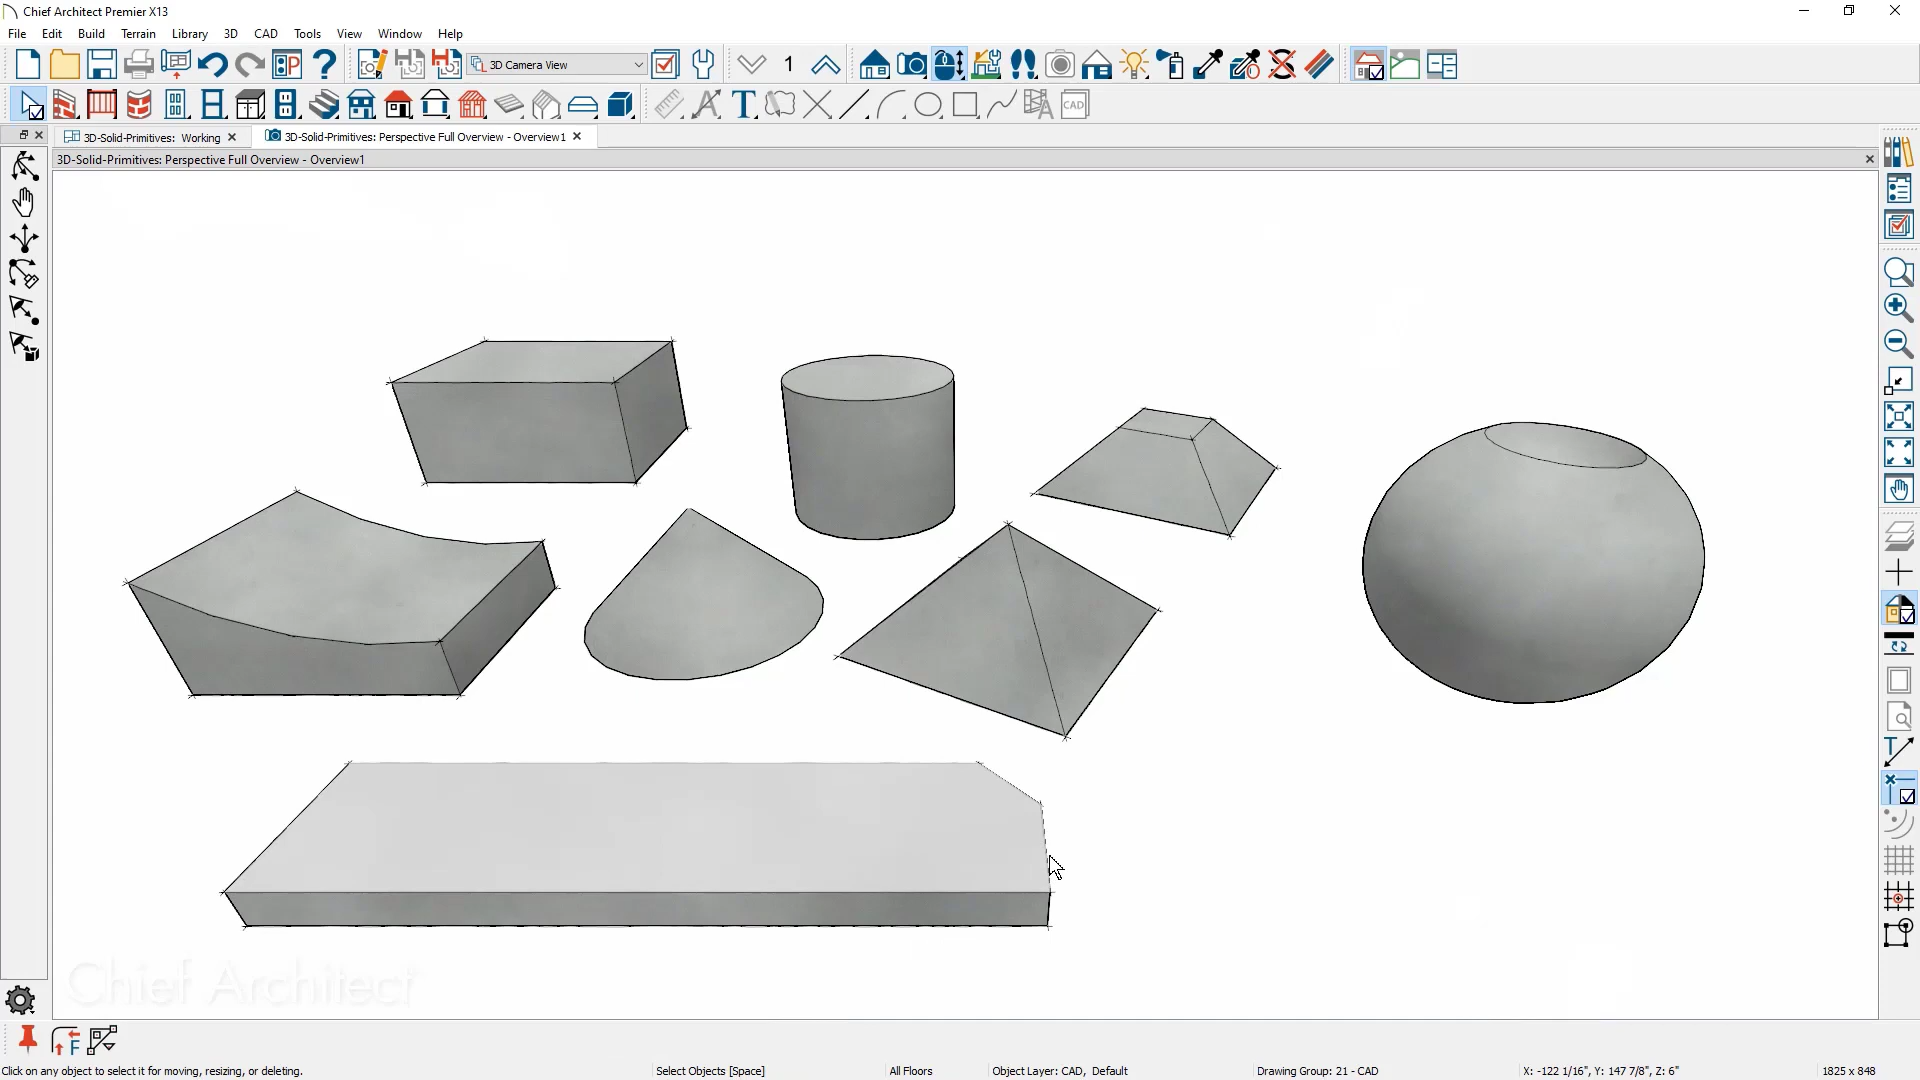 Chief Architect Premier X13
File Edit Build Terrain Library 3D CAD Tools View Window Help
3D Camera View 1
CAD
3D-Solid-Primitives: Working 3D-Solid-Primitives: Perspective Full Overview - Overview1
3D-Solid-Primitives: Perspective Full Overview - Overview1
Chief Architect
Click on any object to select it for moving, resizing, or deleting. Select Objects [Space] All Floors Object Layer: CAD, Default Drawing Group: 21 - CAD X: -122 1/16", Y: 147 7/8", Z: 6" 1825 x 848